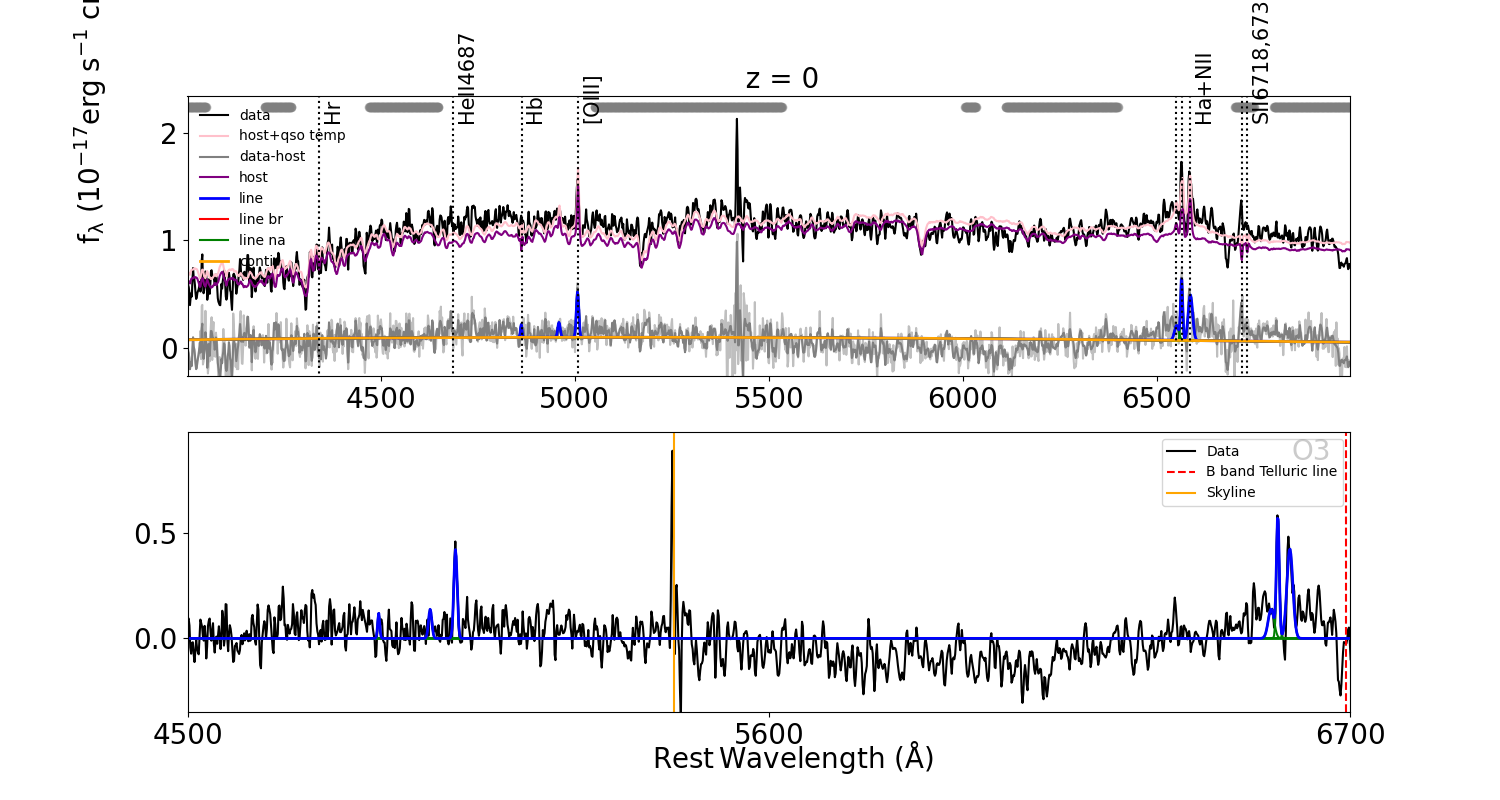 z = 0
f_λ (10^−17 erg s^−1 c
2
1
0
data
host+qso temp
data-host
host
line
line br
line na
conti
Hr
HeII4687
Hb
[OIII]
Ha+NII
SII6718,673
4500 5000 5500 6000 6500
0.5
0.0
O3
Data
B band Telluric line
Skyline
4500 5600 6700
Rest Wavelength (Å)